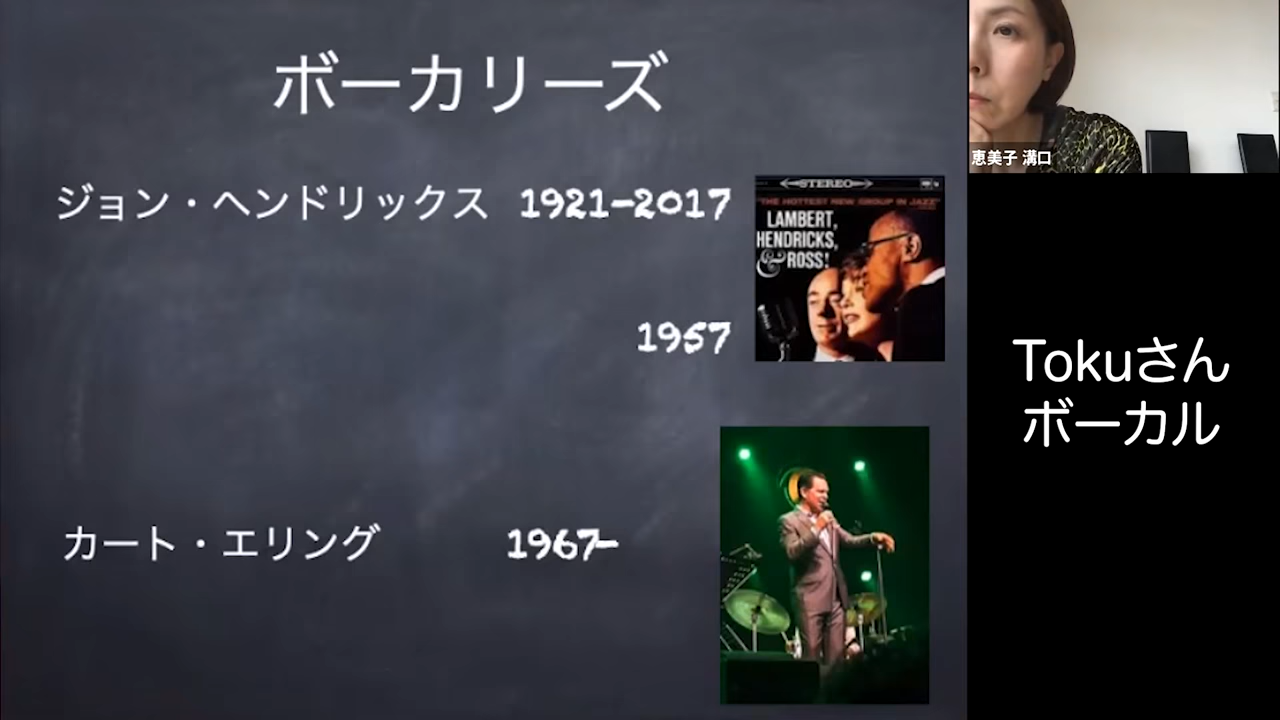 ボーカリーズ
ジョン・ヘンドリックス 1921-2017
STEREO
"THE HOTTEST NEW GROUP IN JAZZ"
LAMBERT,
HENDRICKS,
& ROSS!
1957
カート・エリング 1967-
恵美子 溝口
Tokuさん
ボーカル